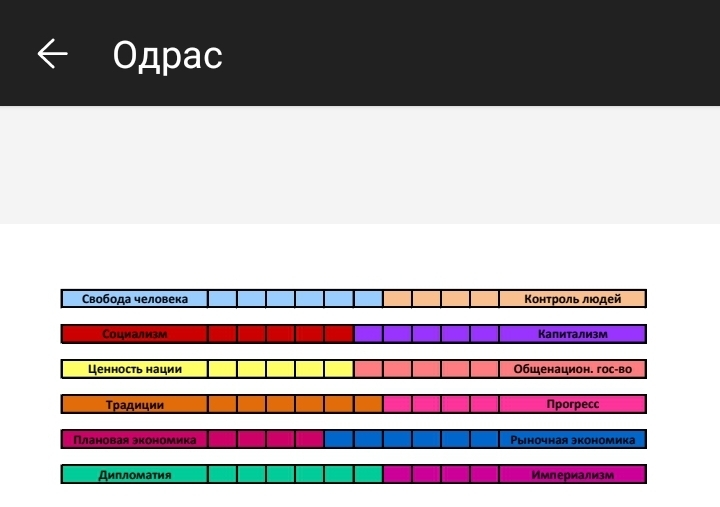 Одрас
Свобода человека Контроль людей
Социализм Капитализм
Ценность нации Общенацион. гос-во
Традиции Прогресс
Плановая экономика Рыночная экономика
Дипломатия Империализм